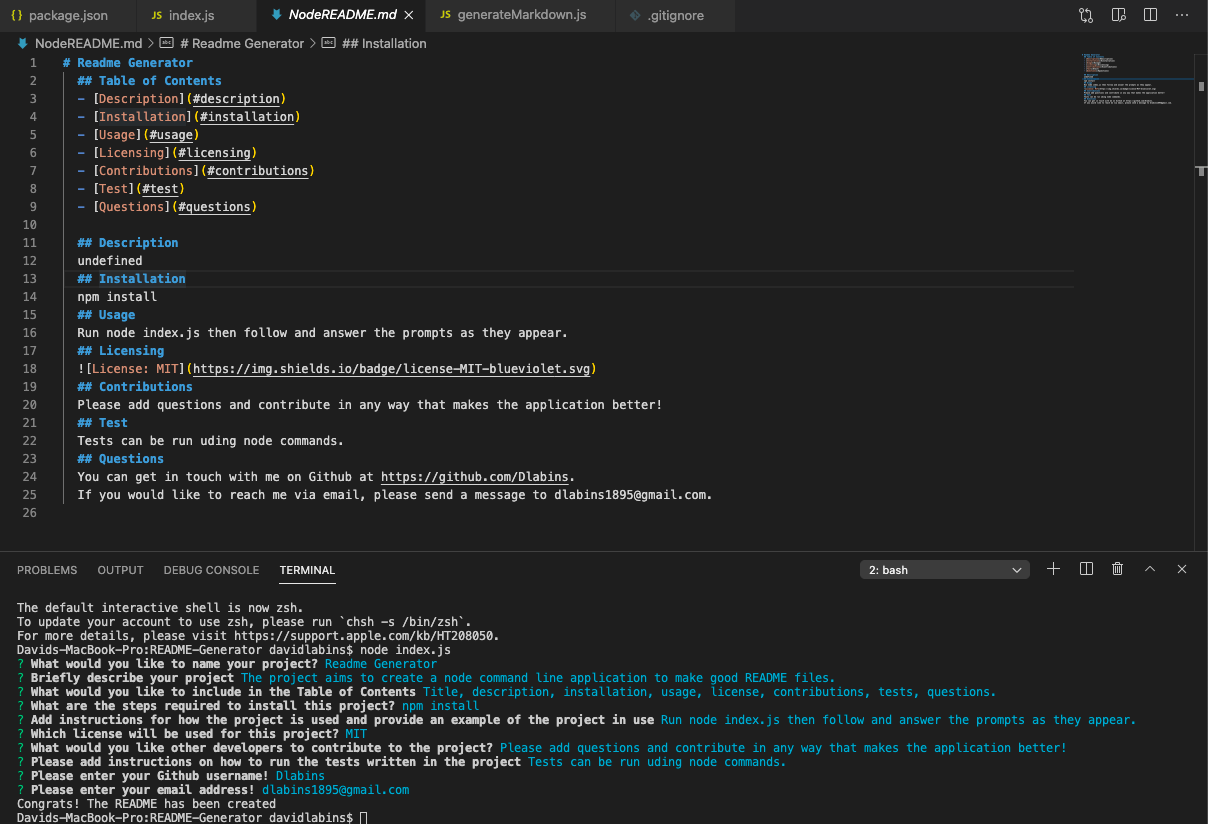 {} package.json JS index.js NodeREADME.md JS generateMarkdown.js .gitignore
NodeREADME.md > # Readme Generator > ## Installation
1 # Readme Generator
2 ## Table of Contents
3 - [Description](#description)
4 - [Installation](#installation)
5 - [Usage](#usage)
6 - [Licensing](#licensing)
7 - [Contributions](#contributions)
8 - [Test](#test)
9 - [Questions](#questions)
10
11 ## Description
12 undefined
13 ## Installation
14 npm install
15 ## Usage
16 Run node index.js then follow and answer the prompts as they appear.
17 ## Licensing
18 ![License: MIT](https://img.shields.io/badge/license-MIT-blueviolet.svg)
19 ## Contributions
20 Please add questions and contribute in any way that makes the application better!
21 ## Test
22 Tests can be run uding node commands.
23 ## Questions
24 You can get in touch with me on Github at https://github.com/Dlabins.
25 If you would like to reach me via email, please send a message to dlabins1895@gmail.com.
26
PROBLEMS OUTPUT DEBUG CONSOLE TERMINAL 2: bash
The default interactive shell is now zsh.
To update your account to use zsh, please run `chsh -s /bin/zsh`.
For more details, please visit https://support.apple.com/kb/HT208050.
Davids-MacBook-Pro:README-Generator davidlabins$ node index.js
? What would you like to name your project? Readme Generator
? Briefly describe your project The project aims to create a node command line application to make good README files.
? What would you like to include in the Table of Contents Title, description, installation, usage, license, contributions, tests, questions.
? What are the steps required to install this project? npm install
? Add instructions for how the project is used and provide an example of the project in use Run node index.js then follow and answer the prompts as they appear.
? Which license will be used for this project? MIT
? What would you like other developers to contribute to the project? Please add questions and contribute in any way that makes the application better!
? Please add instructions on how to run the tests written in the project Tests can be run uding node commands.
? Please enter your Github username! Dlabins
? Please enter your email address! dlabins1895@gmail.com
Congrats! The README has been created
Davids-MacBook-Pro:README-Generator davidlabins$